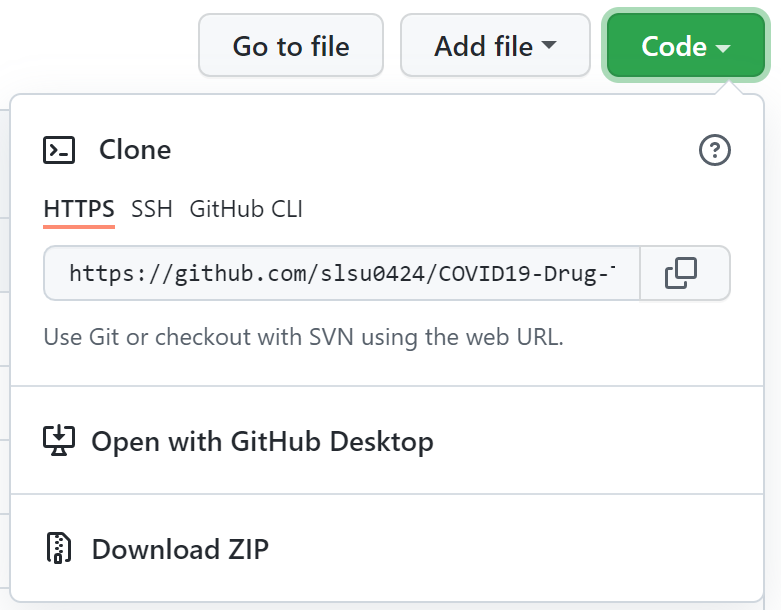 Go to file Add file Code
Clone
HTTPS SSH GitHub CLI
https://github.com/slsu0424/COVID19-Drug-
Use Git or checkout with SVN using the web URL.
Open with GitHub Desktop
Download ZIP